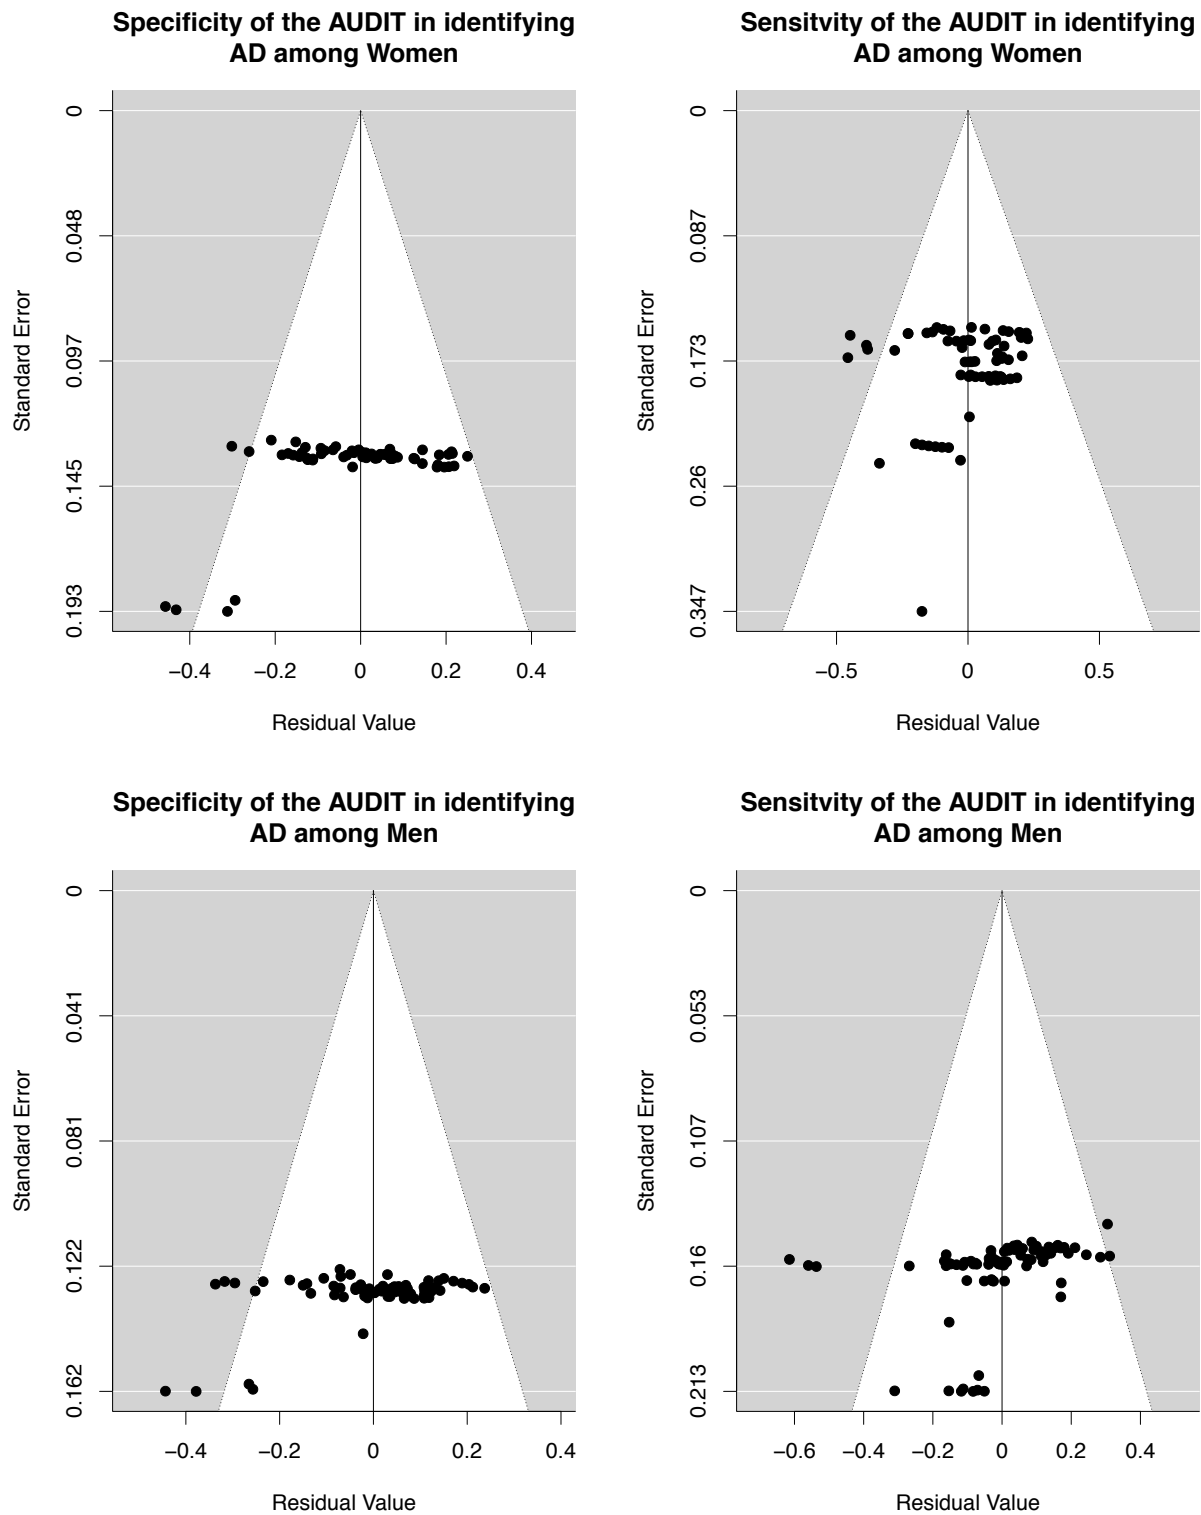 Specificity of the AUDIT in identifying
AD among Women
0
0.048
0.097
0.145
0.193
Standard Error
−0.4 −0.2 0 0.2 0.4
Residual Value
Sensitvity of the AUDIT in identifying
AD among Women
0
0.087
0.173
0.26
0.347
Standard Error
−0.5 0 0.5
Residual Value
Specificity of the AUDIT in identifying
AD among Men
0
0.041
0.081
0.122
0.162
Standard Error
−0.4 −0.2 0 0.2 0.4
Residual Value
Sensitvity of the AUDIT in identifying
AD among Men
0
0.053
0.107
0.16
0.213
Standard Error
−0.6 −0.4 −0.2 0 0.2 0.4
Residual Value